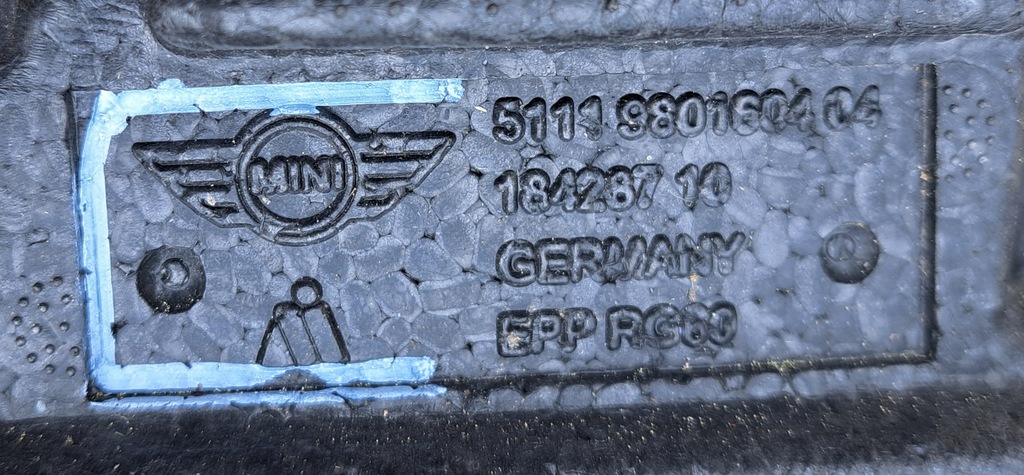 MINI
5111 9801604 04
184287 10
GERMANY
EPP RG60